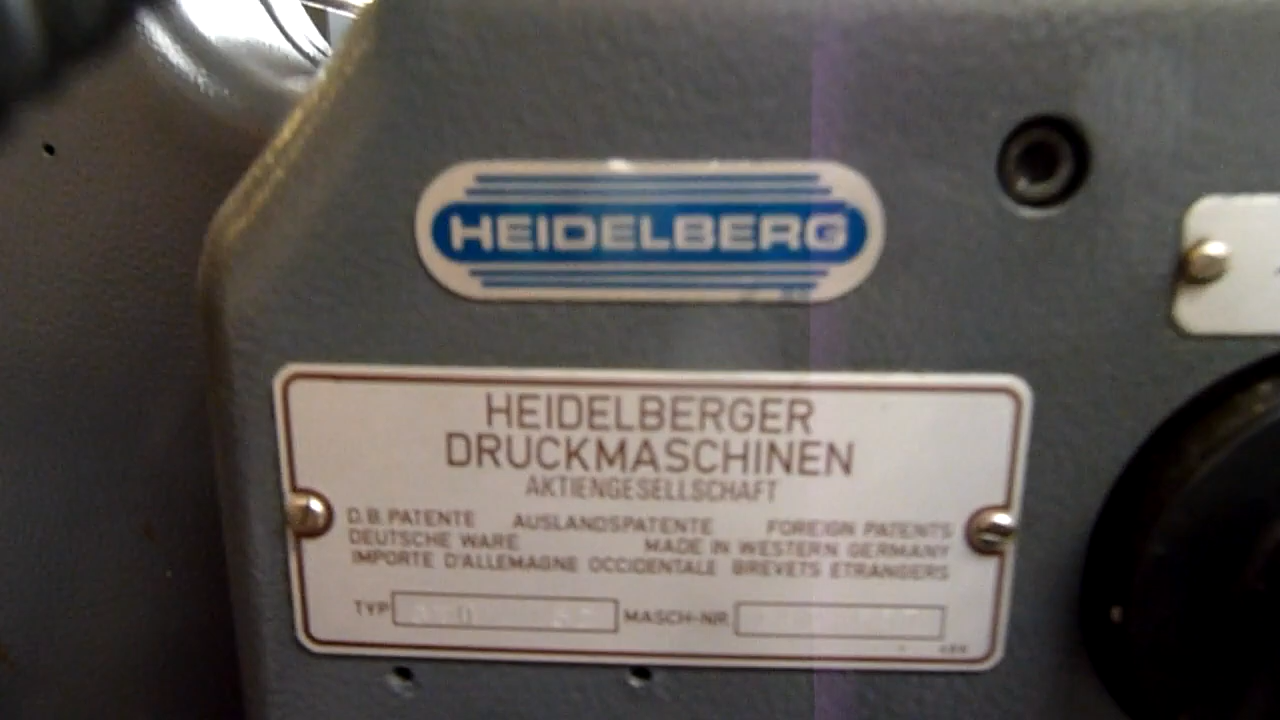 HEIDELBERG
HEIDELBERGER
DRUCKMASCHINEN
AKTIENGESELLSCHAFT
D.B. PATENTE AUSLANDSPATENTE FOREIGN PATENTS
DEUTSCHE WARE MADE IN WESTERN GERMANY
IMPORTE D'ALLEMAGNE OCCIDENTALE BREVETS ETRANGERS
TYP MASCH-NR.